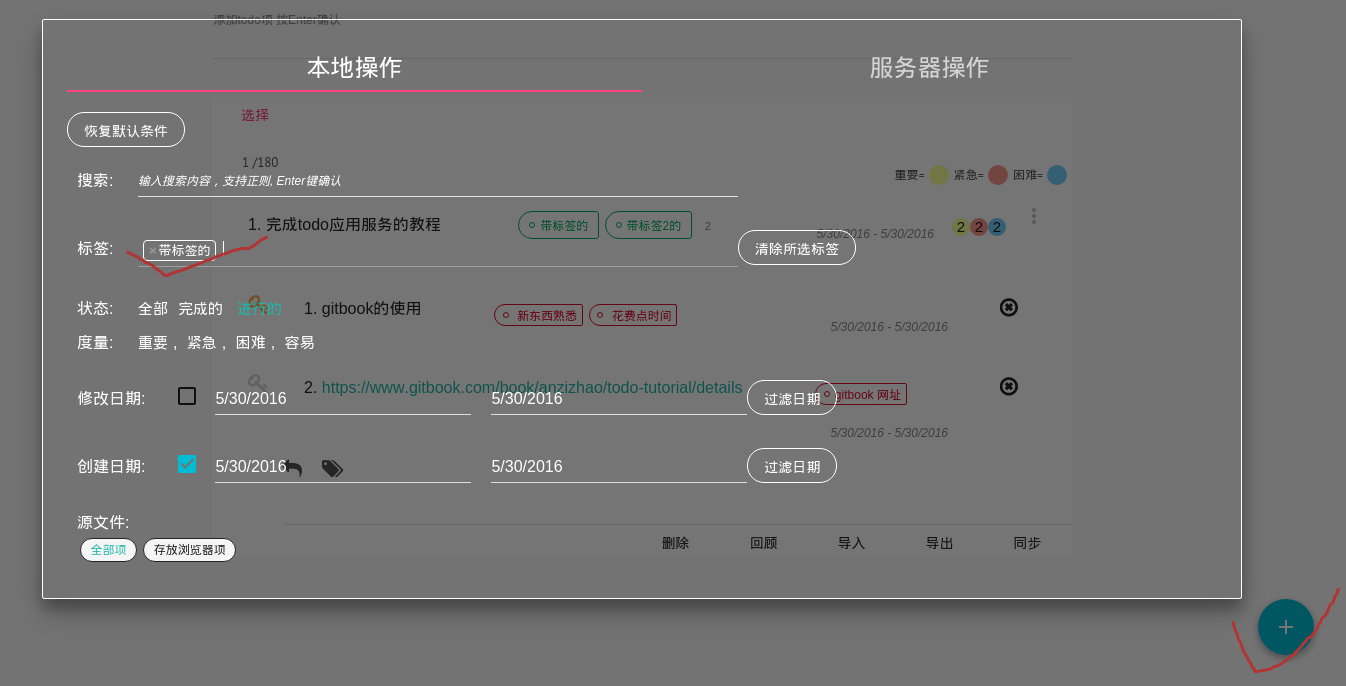 添加todo项 按Enter确认
本地操作 服务器操作
选择
恢复默认条件
1 /180
重要= 紧急= 困难=
搜索: 输入搜索内容，支持正则, Enter键确认
1. 完成todo应用服务的教程 带标签的 带标签2的 2
5/30/2016 - 5/30/2016 2 2 2
标签: ×带标签的 清除所选标签
状态: 全部 完成的 进行的
1. gitbook的使用 新东西熟悉 花费点时间
5/30/2016 - 5/30/2016
度量: 重要 , 紧急 , 困难 , 容易
2. https://www.gitbook.com/book/anzizhao/todo-tutorial/details gitbook 网址
修改日期: 5/30/2016 5/30/2016 过滤日期
5/30/2016 - 5/30/2016
创建日期: 5/30/2016 5/30/2016 过滤日期
源文件:
全部项 存放浏览器项
删除 回顾 导入 导出 同步